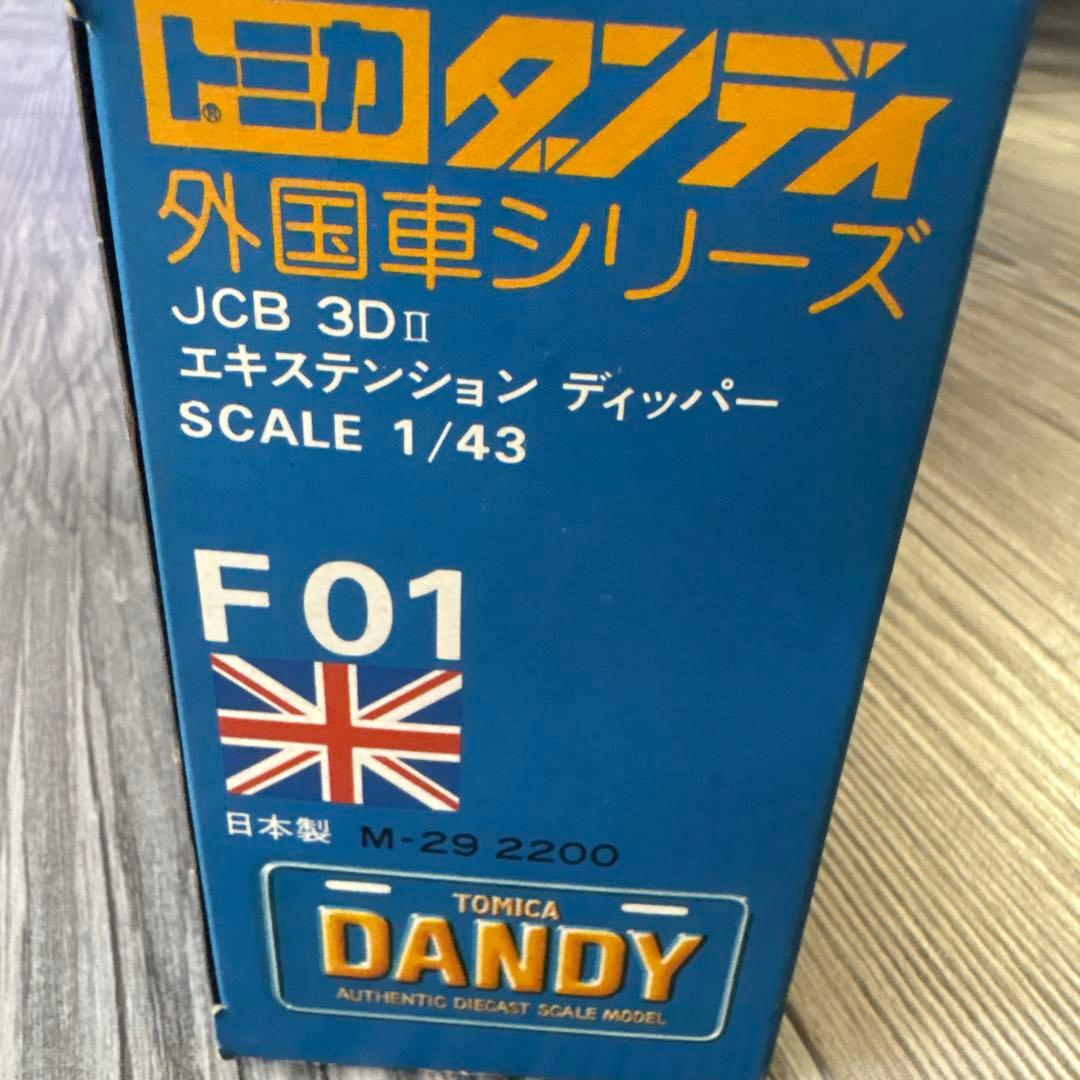 トミカ® ダンディ
外国車シリーズ
JCB 3DⅡ
エキステンション ディッパー
SCALE 1/43
F01
日本製 M-29 2200
TOMICA
DANDY
AUTHENTIC DIECAST SCALE MODEL